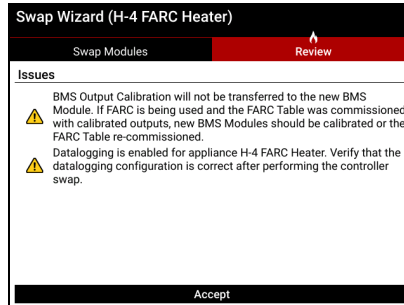 Swap Wizard (H-4 FARC Heater)
Swap Modules
Review
Issues
BMS Output Calibration will not be transferred to the new BMS
Module. If FARC is being used and the FARC Table was commissioned
with calibrated outputs, new BMS Modules should be calibrated or the
FARC Table re-commissioned.
Datalogging is enabled for appliance H-4 FARC Heater. Verify that the
datalogging configuration is correct after performing the controller
swap.
Accept